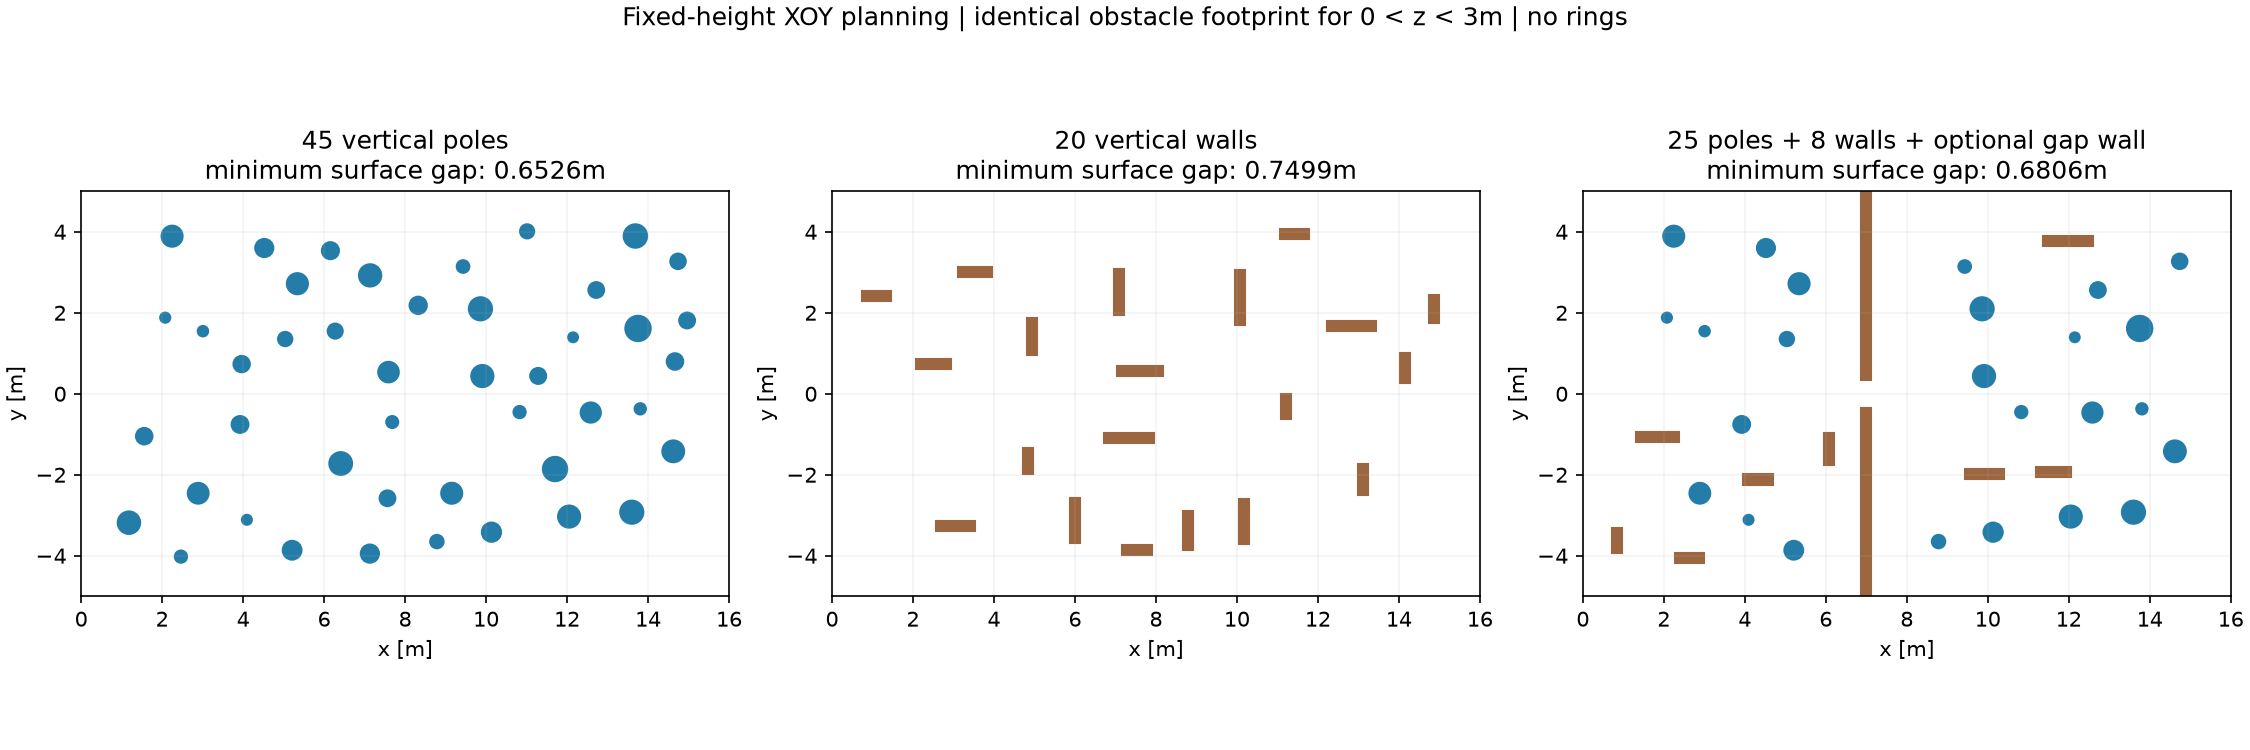 Fixed-height XOY planning | identical obstacle footprint for 0 < z < 3m | no rings
45 vertical poles
minimum surface gap: 0.6526m
4
2
0
−2
−4
y [m]
0 2 4 6 8 10 12 14 16
x [m]
20 vertical walls
minimum surface gap: 0.7499m
4
2
0
−2
−4
y [m]
0 2 4 6 8 10 12 14 16
x [m]
25 poles + 8 walls + optional gap wall
minimum surface gap: 0.6806m
4
2
0
−2
−4
y [m]
0 2 4 6 8 10 12 14 16
x [m]